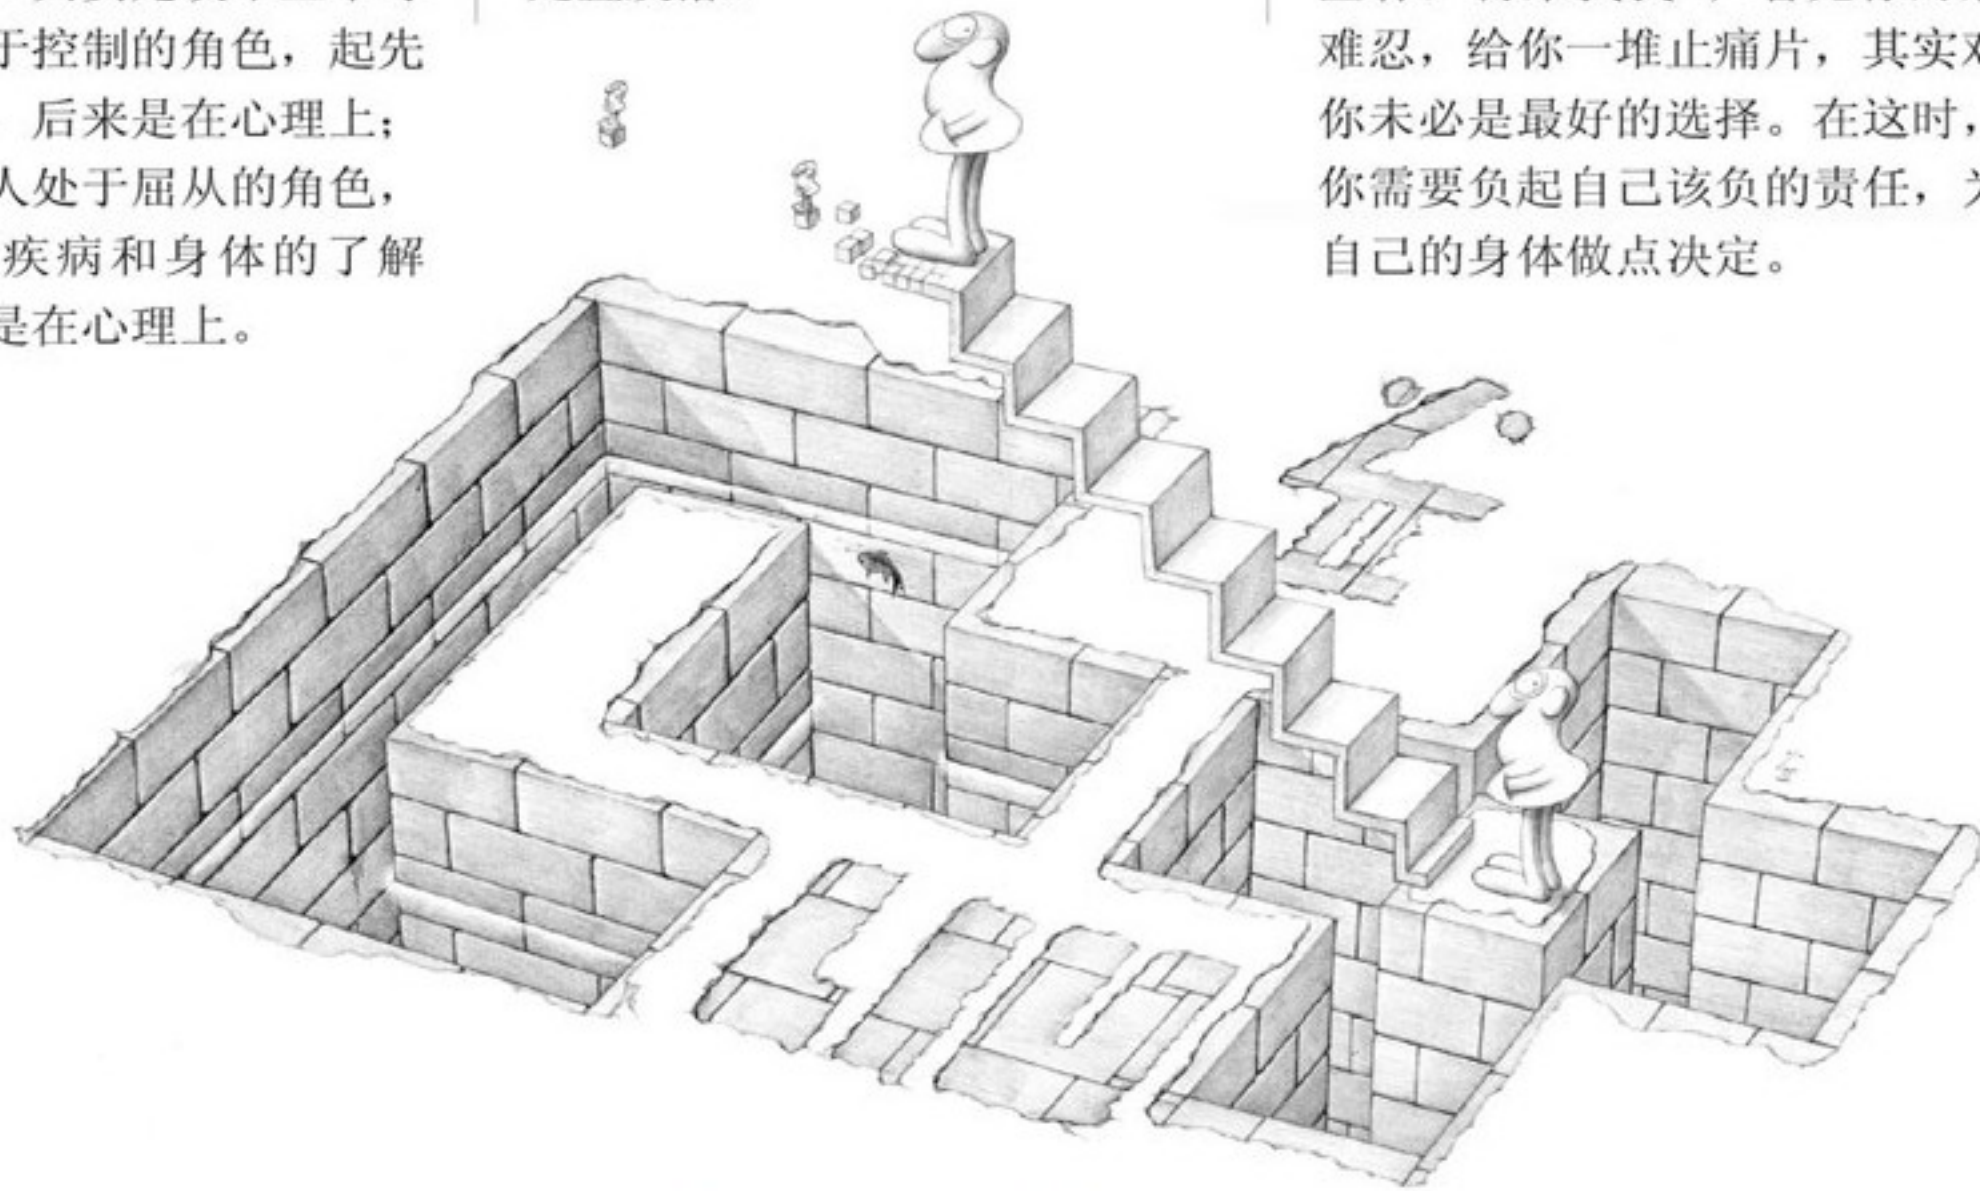 于控制的角色，起先
后来是在心理上；
人处于屈从的角色，
疾病和身体的了解
是在心理上。
难忍，给你一堆止痛片，其实对
你未必是最好的选择。在这时，
你需要负起自己该负的责任，为
自己的身体做点决定。